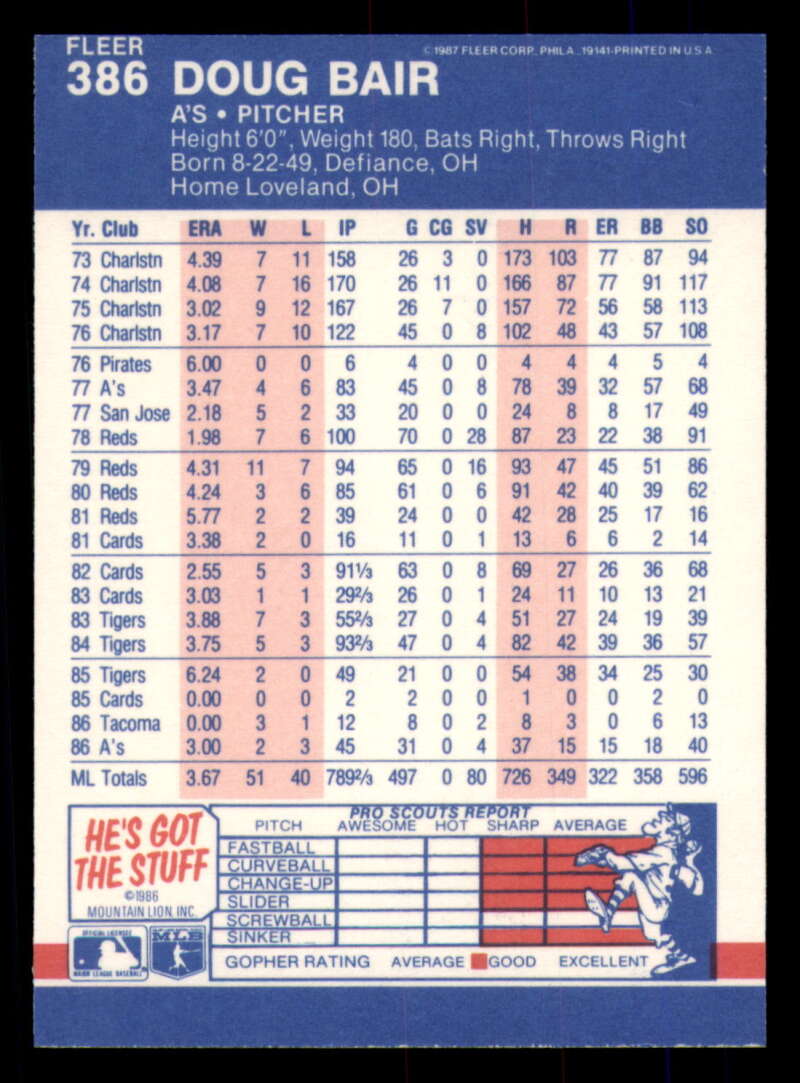 FLEER
© 1987 FLEER CORP. PHILA. 19141-PRINTED IN U.S.A.
386 DOUG BAIR
A'S • PITCHER
Height 6'0", Weight 180, Bats Right, Throws Right
Born 8-22-49, Defiance, OH
Home Loveland, OH
Yr. Club ERA W L IP G CG SV H R ER BB SO
73 Charlstn 4.39 7 11 158 26 3 0 173 103 77 87 94
74 Charlstn 4.08 7 16 170 26 11 0 166 87 77 91 117
75 Charlstn 3.02 9 12 167 26 7 0 157 72 56 58 113
76 Charlstn 3.17 7 10 122 45 0 8 102 48 43 57 108
76 Pirates 6.00 0 0 6 4 0 0 4 4 4 5 4
77 A's 3.47 4 6 83 45 0 8 78 39 32 57 68
77 San Jose 2.18 5 2 33 20 0 0 24 8 8 17 49
78 Reds 1.98 7 6 100 70 0 28 87 23 22 38 91
79 Reds 4.31 11 7 94 65 0 16 93 47 45 51 86
80 Reds 4.24 3 6 85 61 0 6 91 42 40 39 62
81 Reds 5.77 2 2 39 24 0 0 42 28 25 17 16
81 Cards 3.38 2 0 16 11 0 1 13 6 6 2 14
82 Cards 2.55 5 3 91⅓ 63 0 8 69 27 26 36 68
83 Cards 3.03 1 1 29⅔ 26 0 1 24 11 10 13 21
83 Tigers 3.88 7 3 55⅔ 27 0 4 51 27 24 19 39
84 Tigers 3.75 5 3 93⅔ 47 0 4 82 42 39 36 57
85 Tigers 6.24 2 0 49 21 0 0 54 38 34 25 30
85 Cards 0.00 0 0 2 2 0 0 1 0 0 2 0
86 Tacoma 0.00 3 1 12 8 0 2 8 3 0 6 13
86 A's 3.00 2 3 45 31 0 4 37 15 15 18 40
ML Totals 3.67 51 40 789⅔ 497 0 80 726 349 322 358 596
HE'S GOT
THE STUFF
©1986
MOUNTAIN LION, INC.
OFFICIAL LICENSEE
MAJOR LEAGUE BASEBALL
MLB
PRO SCOUTS REPORT
PITCH AWESOME HOT SHARP AVERAGE
FASTBALL
CURVEBALL
CHANGE-UP
SLIDER
SCREWBALL
SINKER
GOPHER RATING AVERAGE GOOD EXCELLENT